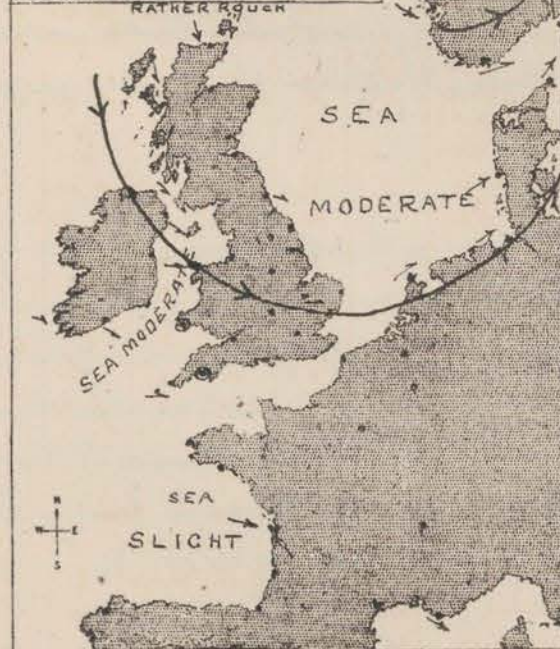 RATHER ROUGH
SEA
MODERATE
SEA MODERATE
SEA
SLIGHT
N
W E
S